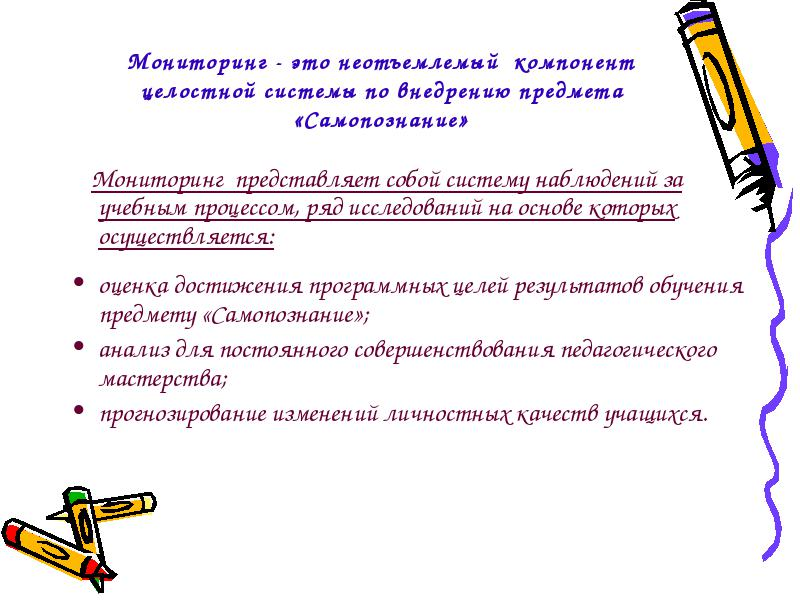 Мониторинг - это неотъемлемый компонент
целостной системы по внедрению предмета
«Самопознание»
Мониторинг представляет собой систему наблюдений за
учебным процессом, ряд исследований на основе которых
осуществляется:
• оценка достижения программных целей результатов обучения
предмету «Самопознание»;
• анализ для постоянного совершенствования педагогического
мастерства;
• прогнозирование изменений личностных качеств учащихся.